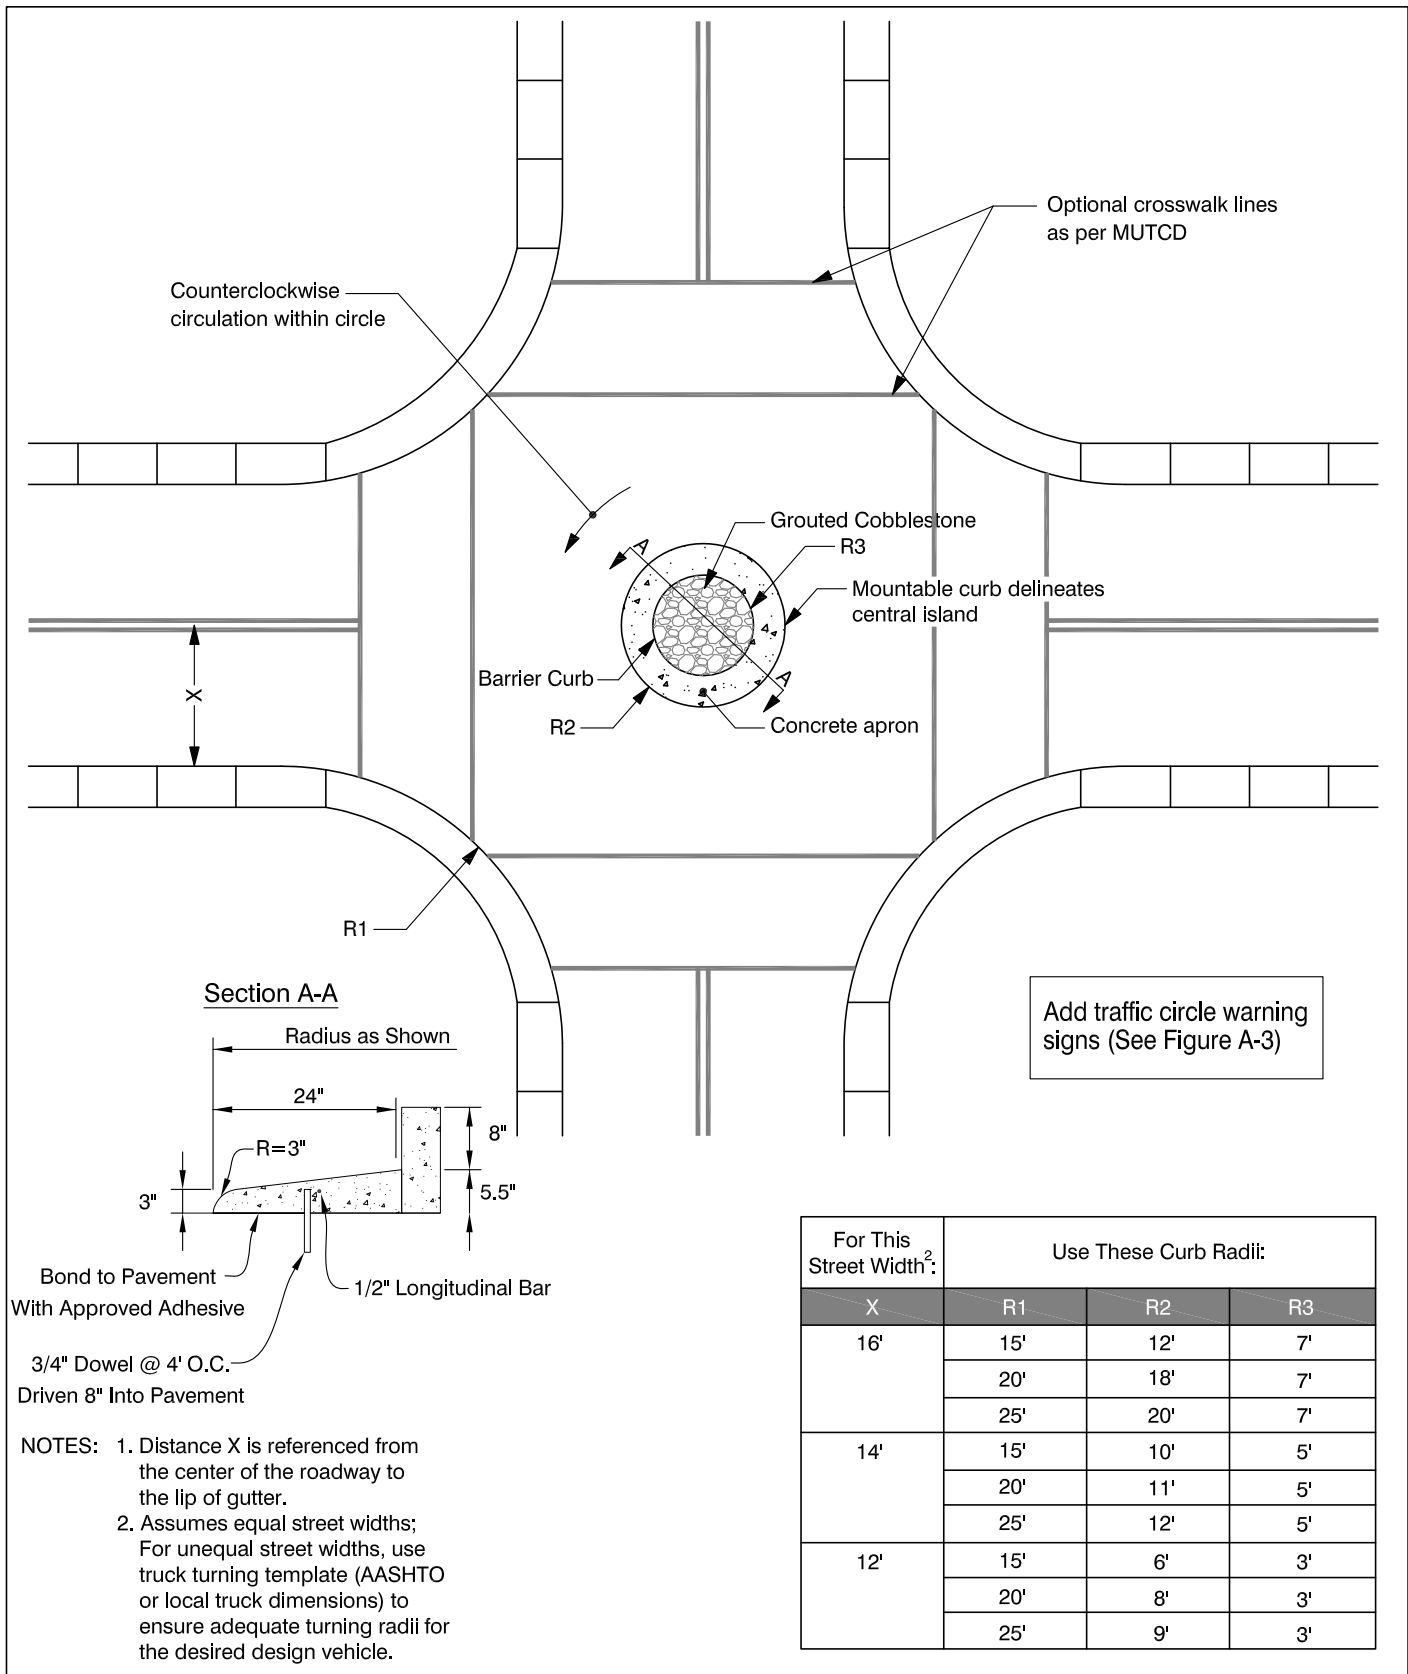 Optional crosswalk lines
as per MUTCD
Counterclockwise
circulation within circle
Grouted Cobblestone
A
R3
Mountable curb delineates
central island
X
Barrier Curb
A
R2
Concrete apron
R1
Section A-A
Radius as Shown
24"
8"
R=3"
3"
5.5"
Bond to Pavement
With Approved Adhesive
1/2" Longitudinal Bar
3/4" Dowel @ 4' O.C.
Driven 8" Into Pavement
Add traffic circle warning
signs (See Figure A-3)
NOTES: 1. Distance X is referenced from
the center of the roadway to
the lip of gutter.
2. Assumes equal street widths;
For unequal street widths, use
truck turning template (AASHTO
or local truck dimensions) to
ensure adequate turning radii for
the desired design vehicle.
For This
Street Width²:
Use These Curb Radii:
X R1 R2 R3
16' 15' 12' 7'
20' 18' 7'
25' 20' 7'
14' 15' 10' 5'
20' 11' 5'
25' 12' 5'
12' 15' 6' 3'
20' 8' 3'
25' 9' 3'